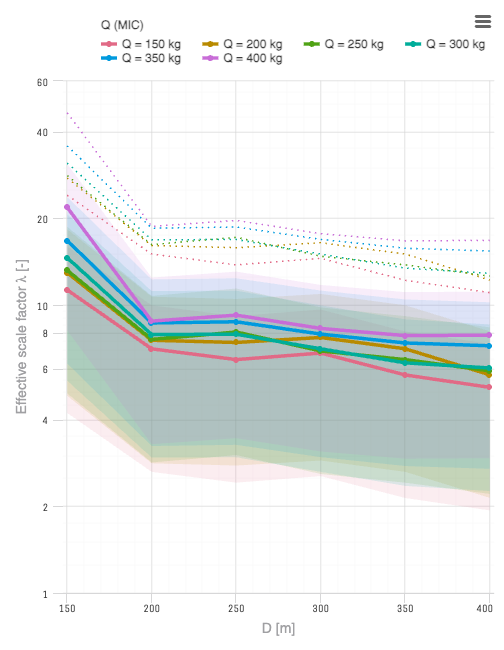 Q (MIC)
Q = 150 kg Q = 200 kg Q = 250 kg Q = 300 kg
Q = 350 kg Q = 400 kg
60
40
20
10
8
6
4
2
1
Effective scale factor λ [-]
150 200 250 300 350 400
D [m]